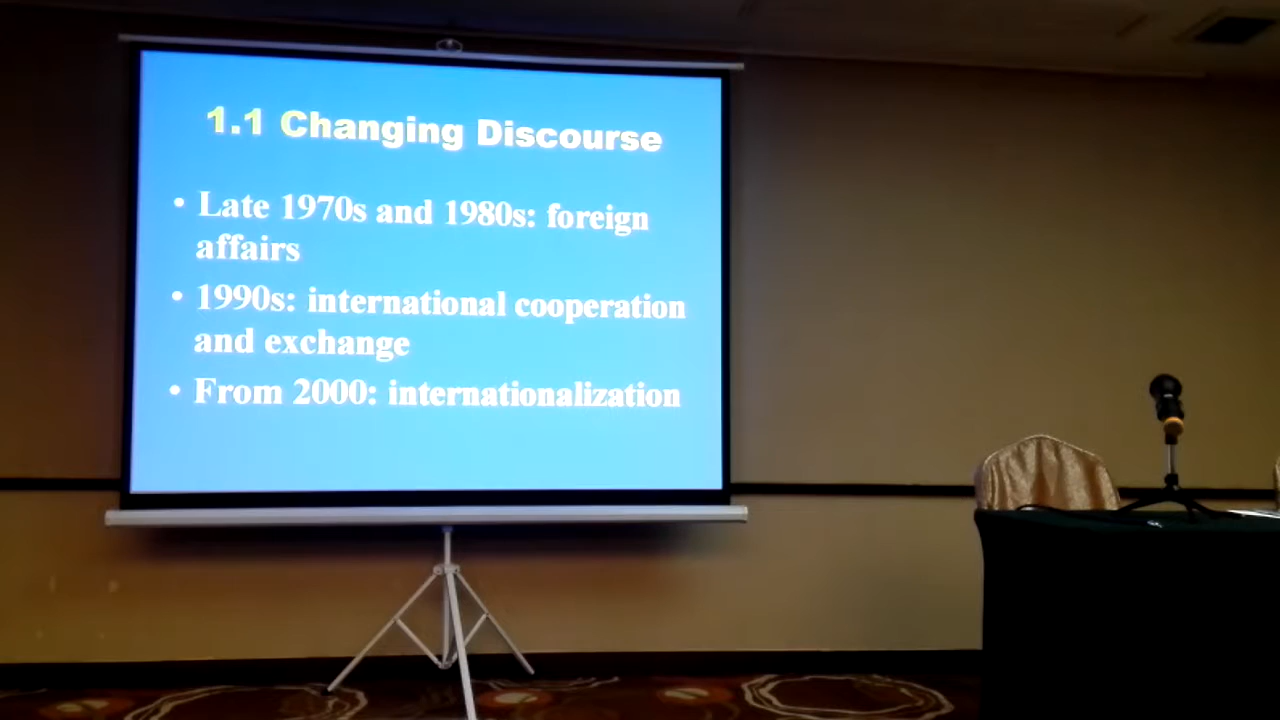 1.1 Changing Discourse
• Late 1970s and 1980s: foreign
affairs
• 1990s: international cooperation
and exchange
• From 2000: internationalization